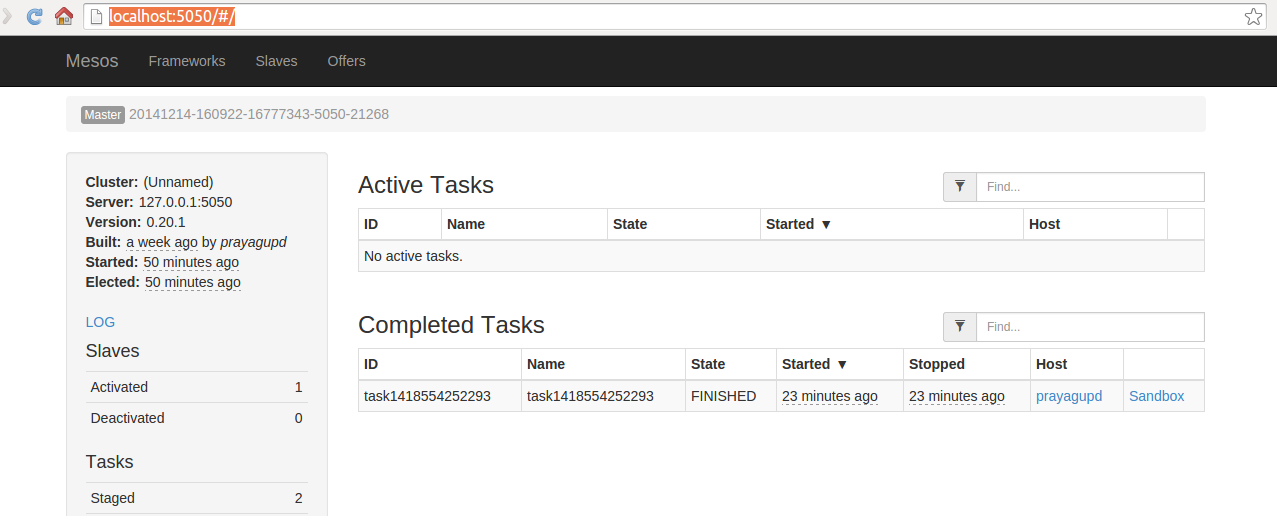 localhost:5050/#/
Mesos Frameworks Slaves Offers
Master 20141214-160922-16777343-5050-21268
Cluster: (Unnamed)
Server: 127.0.0.1:5050
Version: 0.20.1
Built: a week ago by prayagupd
Started: 50 minutes ago
Elected: 50 minutes ago
LOG
Slaves
Activated 1
Deactivated 0
Tasks
Staged 2
Active Tasks Find...
ID Name State Started ▼ Host
No active tasks.
Completed Tasks Find...
ID Name State Started ▼ Stopped Host
task1418554252293 task1418554252293 FINISHED 23 minutes ago 23 minutes ago prayagupd Sandbox